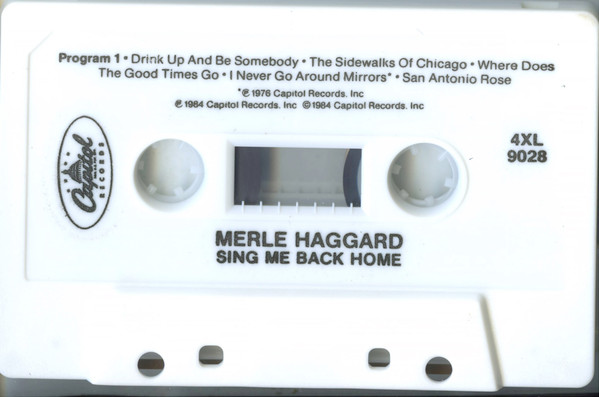 Program 1 • Drink Up And Be Somebody • The Sidewalks Of Chicago • Where Does
The Good Times Go • I Never Go Around Mirrors* • San Antonio Rose
*℗ 1976 Capitol Records. Inc
℗ 1984 Capitol Records. Inc ©1984 Capitol Records. Inc
Capitol
RECORDS
4XL
9028
MERLE HAGGARD
SING ME BACK HOME